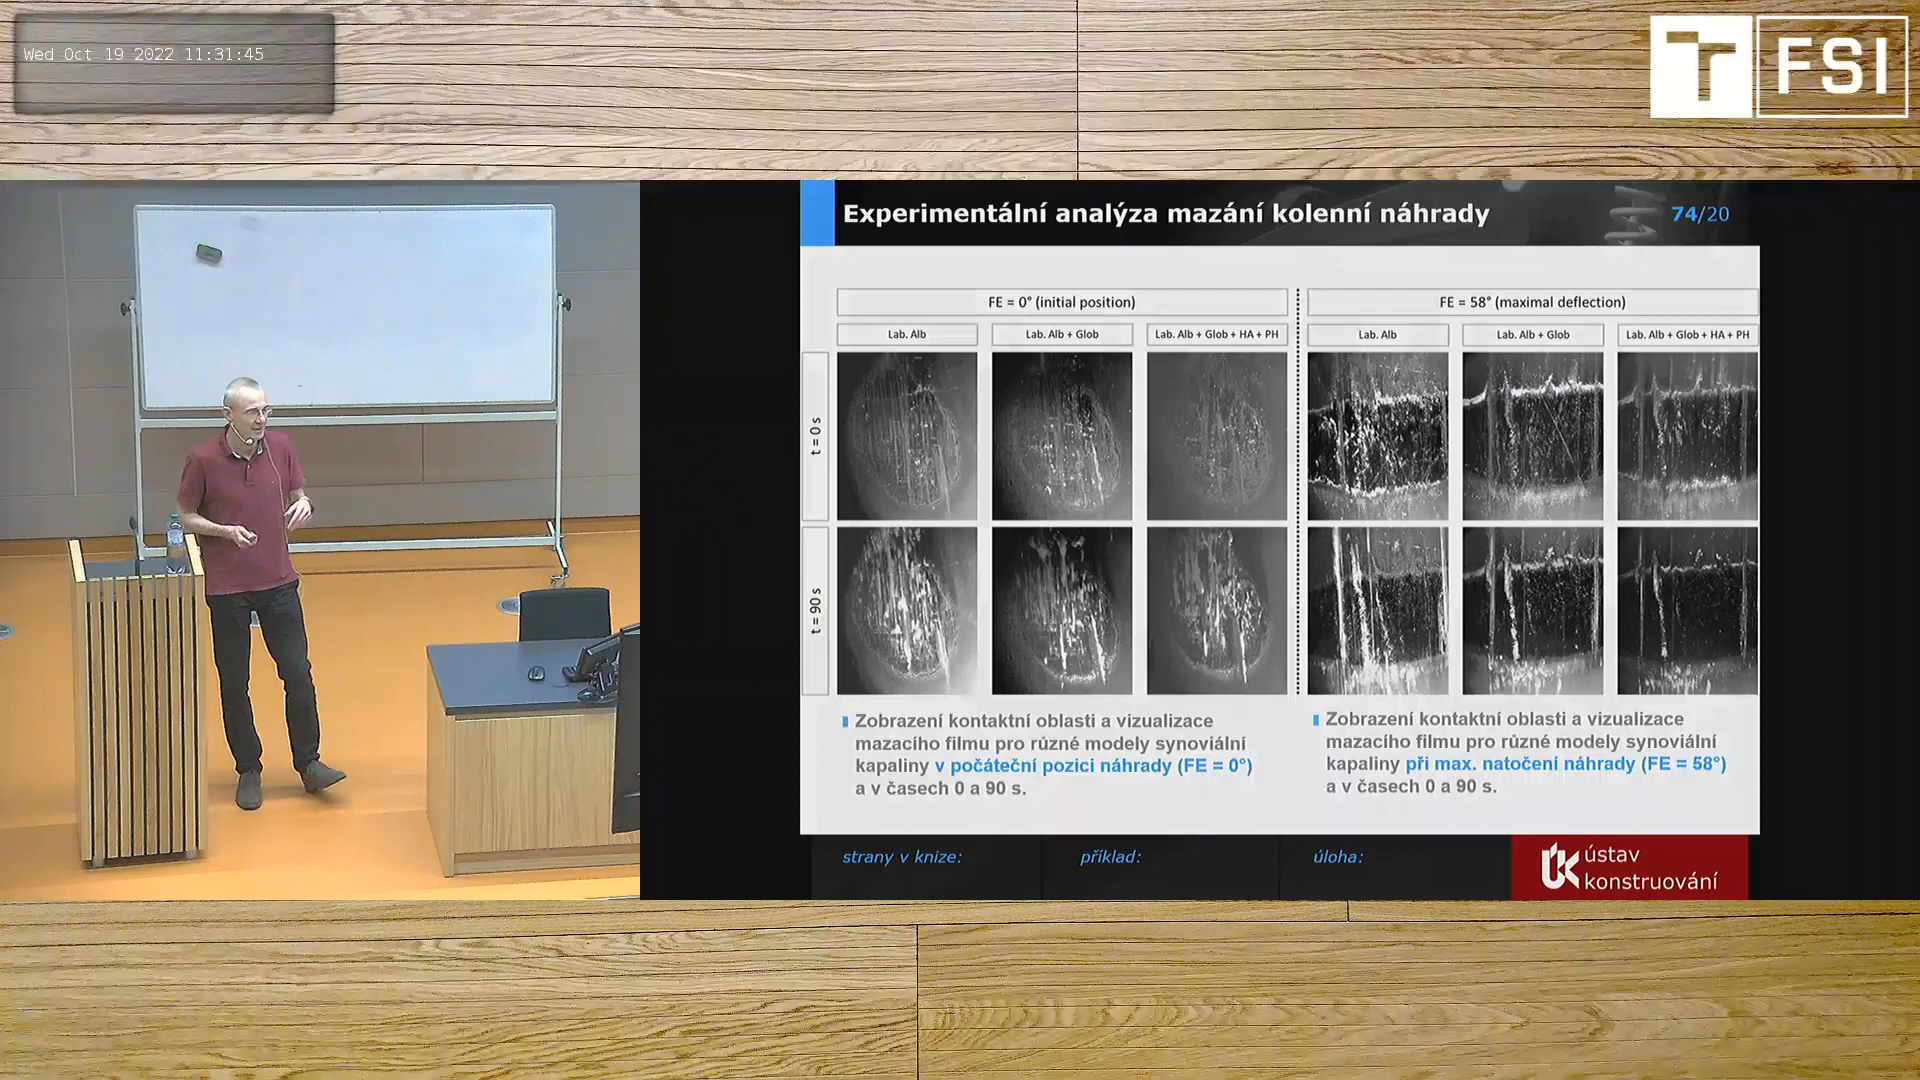 Wed Oct 19 2022 11:31:45
T FSI
Experimentální analýza mazání kolenní náhrady
74/20
FE = 0° (initial position)
FE = 58° (maximal deflection)
Lab. Alb
Lab. Alb + Glob
Lab. Alb + Glob + HA + PH
Lab. Alb
Lab. Alb + Glob
Lab. Alb + Glob + HA + PH
t = 0 s
t = 90 s
Zobrazení kontaktní oblasti a vizualizace
mazacího filmu pro různé modely synoviální
kapaliny v počáteční pozici náhrady (FE = 0°)
a v časech 0 a 90 s.
Zobrazení kontaktní oblasti a vizualizace
mazacího filmu pro různé modely synoviální
kapaliny při max. natočení náhrady (FE = 58°)
a v časech 0 a 90 s.
strany v knize:
příklad:
úloha:
ÚK ústav
konstruování